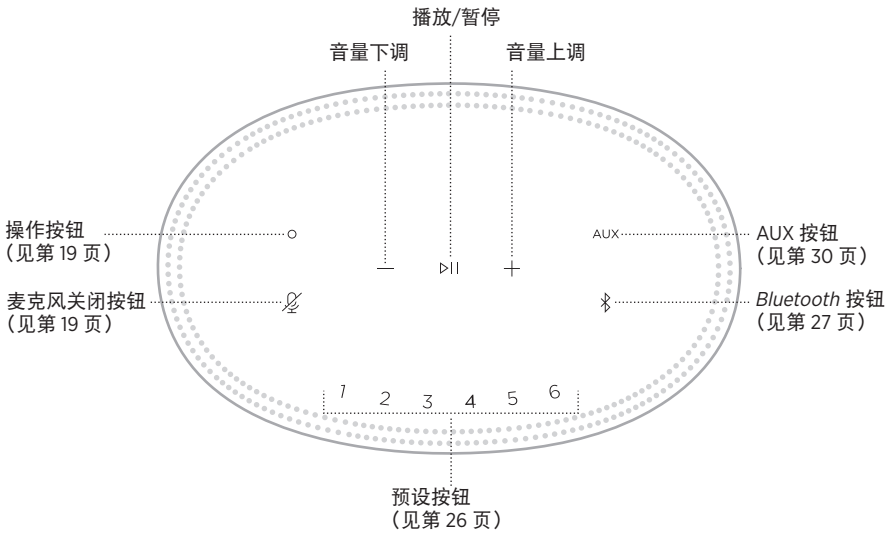 播放/暂停
音量下调
音量上调
操作按钮
（见第 19 页）
AUX
AUX 按钮
（见第 30 页）
麦克风关闭按钮
（见第 19 页）
Bluetooth 按钮
（见第 27 页）
1 2 3 4 5 6
预设按钮
（见第 26 页）